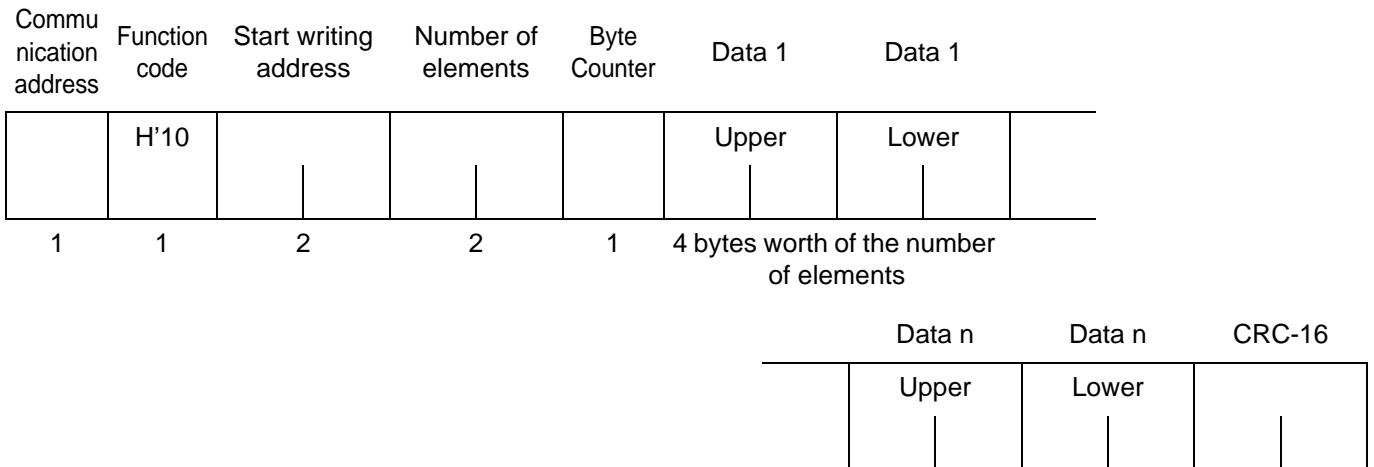 Commu
nication
address
Function
code
Start writing
address
Number of
elements
Byte
Counter
Data 1
Data 1
H'10
Upper
Lower
1
1
2
2
1
4 bytes worth of the number
of elements
Data n
Data n
CRC-16
Upper
Lower